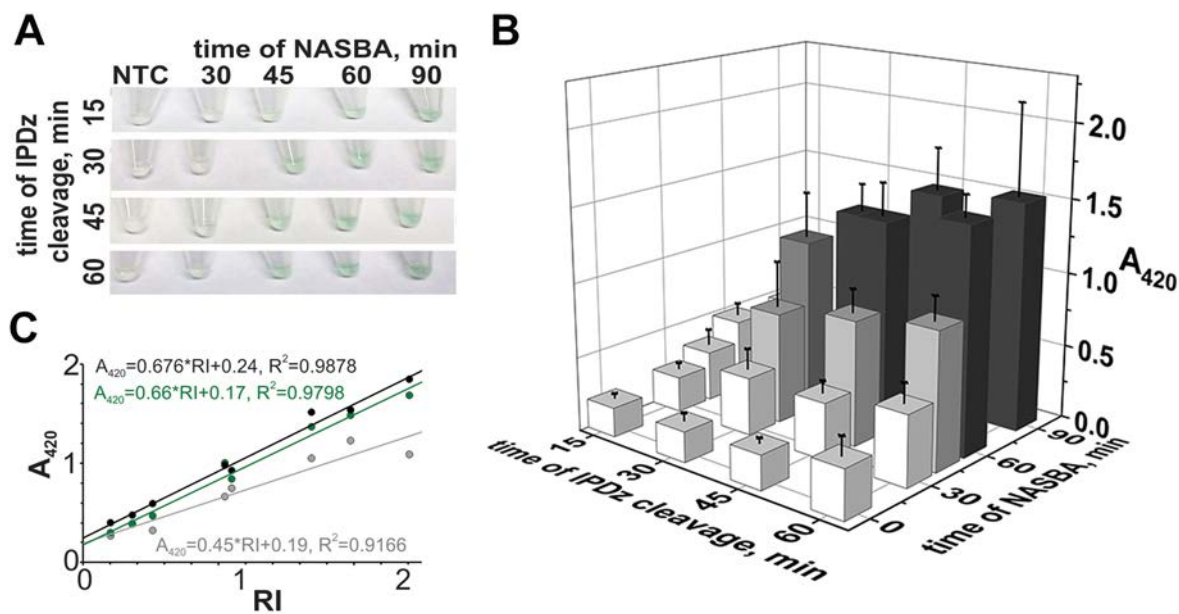 A
time of NASBA, min
NTC 30 45 60 90
time of IPDz
cleavage, min
15
30
45
60
B
2.0
1.5
1.0
0.5
0.0
A₄₂₀
15
30
45
60
time of IPDz cleavage, min
0
30
60
90
time of NASBA, min
C
A₄₂₀=0.676*RI+0.24, R²=0.9878
A₄₂₀=0.66*RI+0.17, R²=0.9798
A₄₂₀=0.45*RI+0.19, R²=0.9166
2
1
0
A₄₂₀
0 1 2
RI